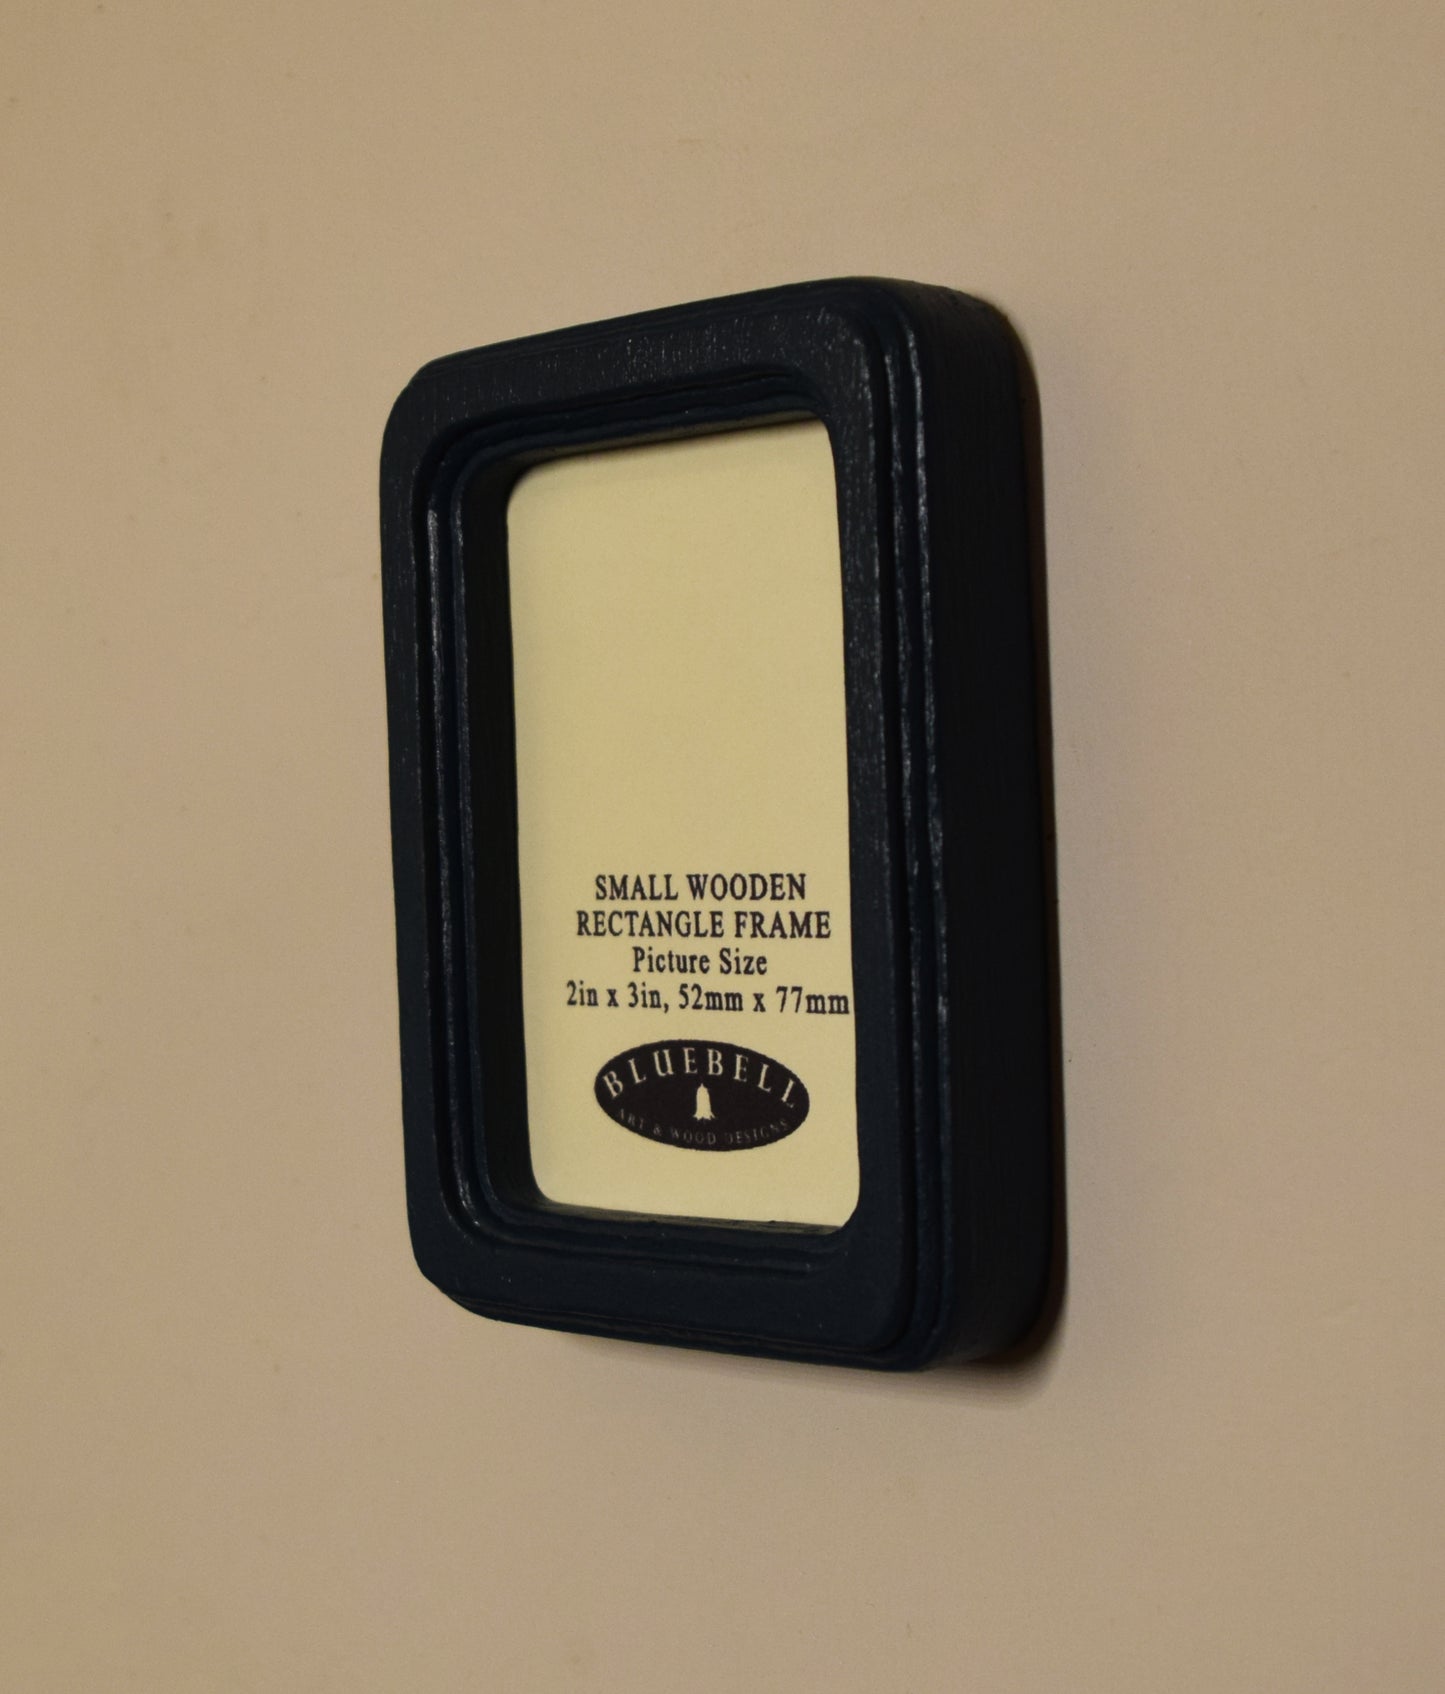 SMALL WOODEN
RECTANGLE FRAME
Picture Size
2in x 3in, 52mm x 77mm
BLUEBELL
ART & WOOD DESIGNS